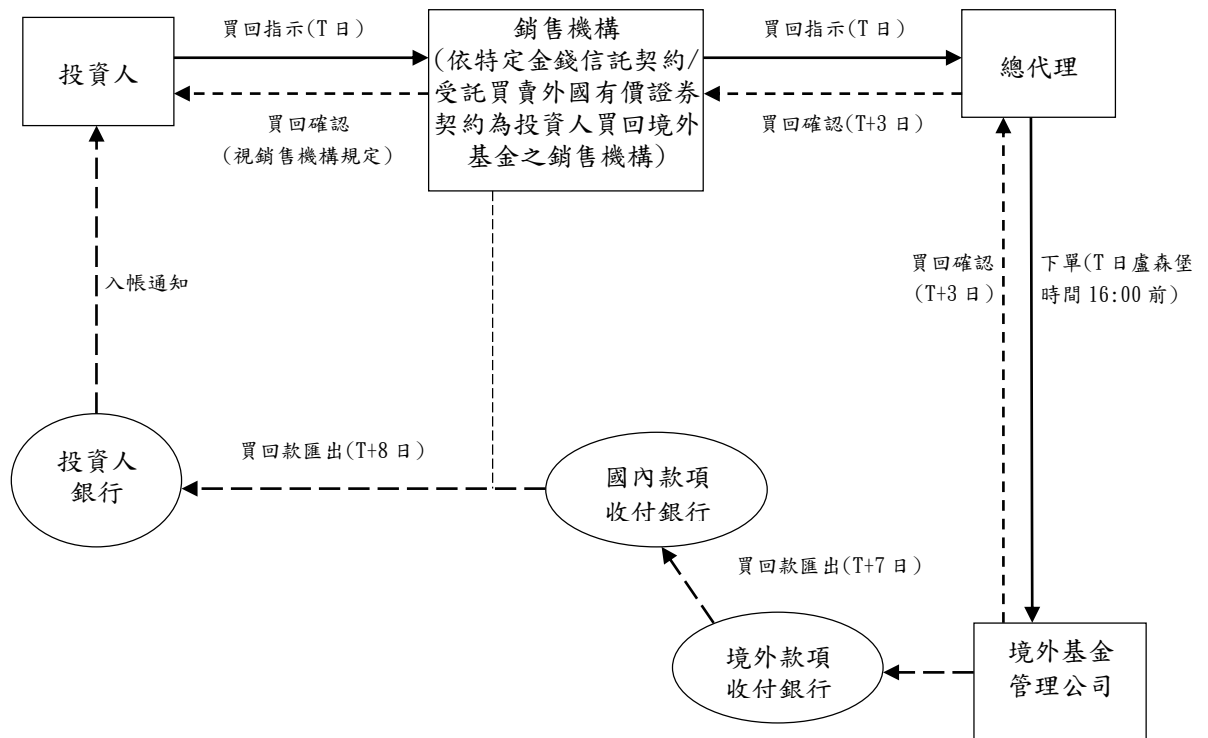 買回指示(T日)
銷售機構
買回指示(T日)
投資人
(依特定金錢信託契約/
受託買賣外國有價證券
契約為投資人買回境外
基金之銷售機構)
總代理
買回確認
(視銷售機構規定)
買回確認(T+3日)
買回確認
(T+3日)
下單(T日盧森堡
時間16:00前)
入帳通知
投資人
銀行
買回款匯出(T+8日)
國內款項
收付銀行
買回款匯出(T+7日)
境外款項
收付銀行
境外基金
管理公司